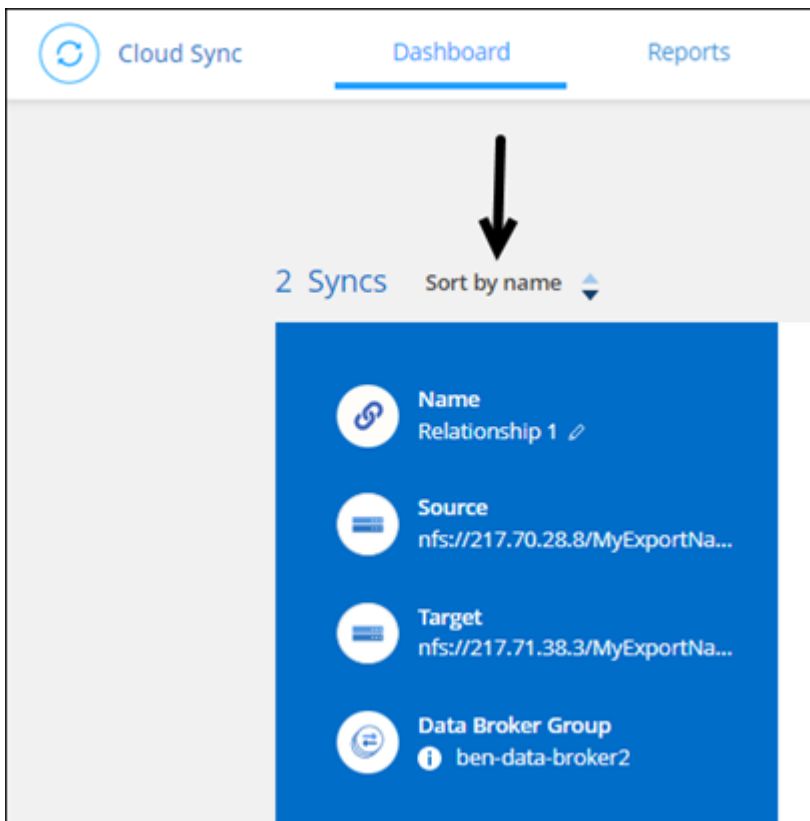 Cloud Sync Dashboard Reports
2 Syncs Sort by name
Name
Relationship 1
Source
nfs://217.70.28.8/MyExportNa...
Target
nfs://217.71.38.3/MyExportNa...
Data Broker Group
ben-data-broker2